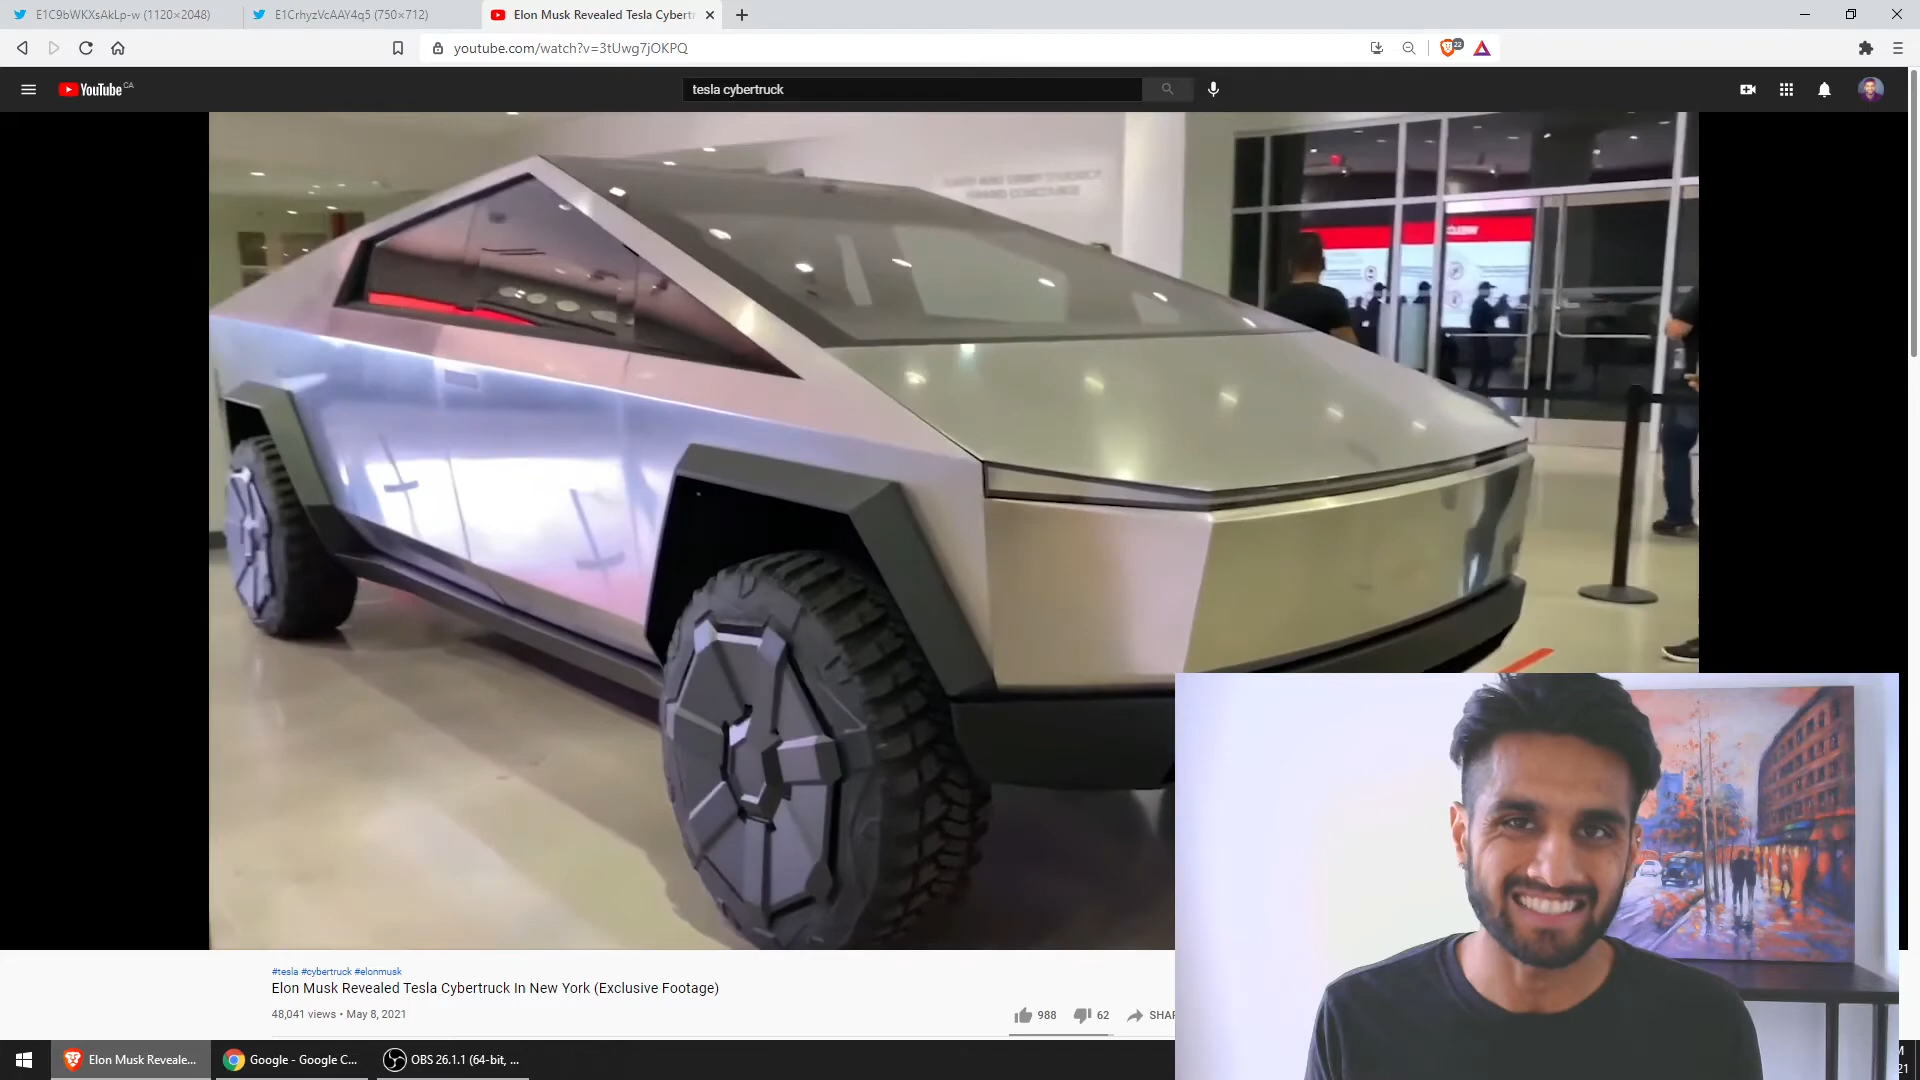 E1C9bWKXsAkLp-w (1120×2048)
E1CrhyzVcAAY4q5 (750×712)
Elon Musk Revealed Tesla Cybertr
youtube.com/watch?v=3tUwg7jOKPQ
22
YouTube CA
tesla cybertruck
#tesla #cybertruck #elonmusk
Elon Musk Revealed Tesla Cybertruck In New York (Exclusive Footage)
48,041 views • May 8, 2021
988
62
SHAR
Elon Musk Reveale...
Google - Google C...
OBS 26.1.1 (64-bit, ...